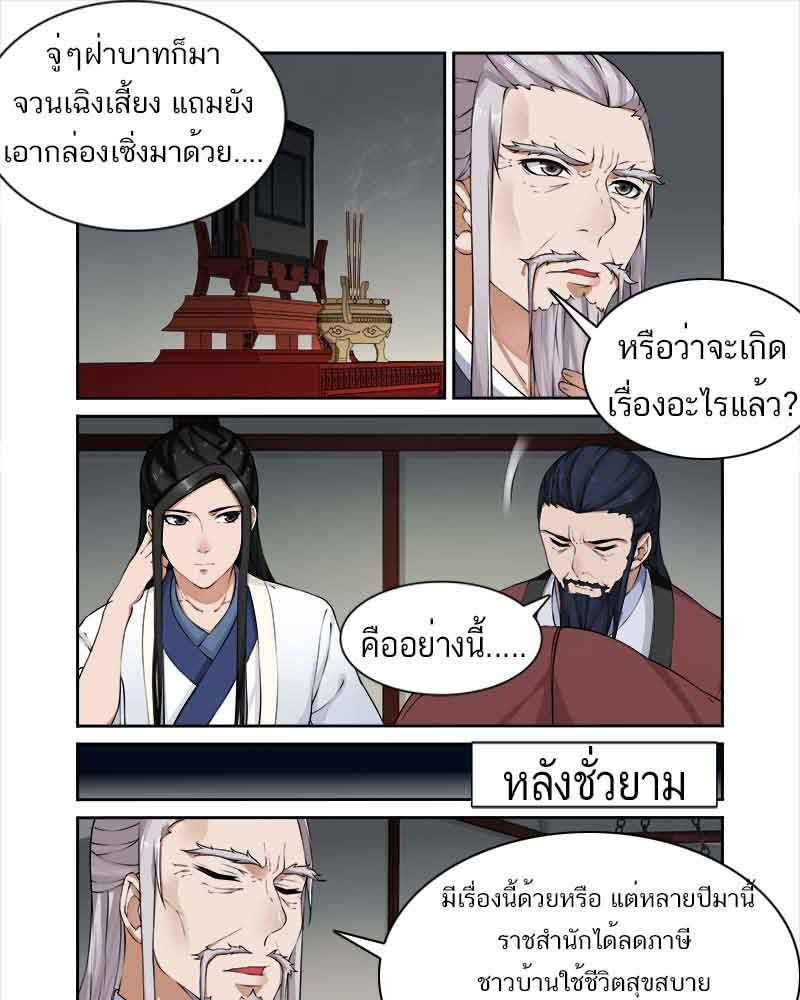 จู่ๆฝ่าบาทก็มา
จวนเฉิงเสี้ยง แถมยัง
เอากล่องเซิ่งมาด้วย....
หรือว่าจะเกิด
เรื่องอะไรแล้ว?
คืออย่างนี้.....
หลังชั่วยาม
มีเรื่องนี้ด้วยหรือ แต่หลายปีมานี้
ราชสำนักได้ลดภาษี
ชาวบ้านใช้ชีวิตสุขสบาย